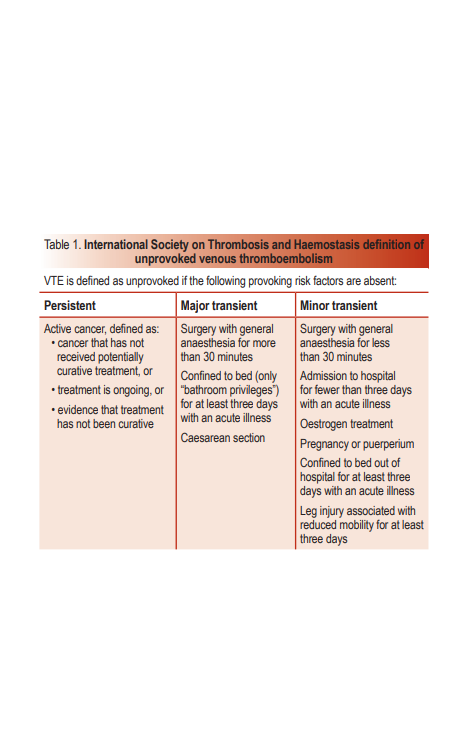 Table 1. International Society on Thrombosis and Haemostasis definition of
unprovoked venous thromboembolism
VTE is defined as unprovoked if the following provoking risk factors are absent:
Persistent
Active cancer, defined as:
• cancer that has not
received potentially
curative treatment, or
• treatment is ongoing, or
• evidence that treatment
has not been curative
Major transient
Surgery with general
anaesthesia for more
than 30 minutes
Confined to bed (only
“bathroom privileges”)
for at least three days
with an acute illness
Caesarean section
Minor transient
Surgery with general
anaesthesia for less
than 30 minutes
Admission to hospital
for fewer than three days
with an acute illness
Oestrogen treatment
Pregnancy or puerperium
Confined to bed out of
hospital for at least three
days with an acute illness
Leg injury associated with
reduced mobility for at least
three days